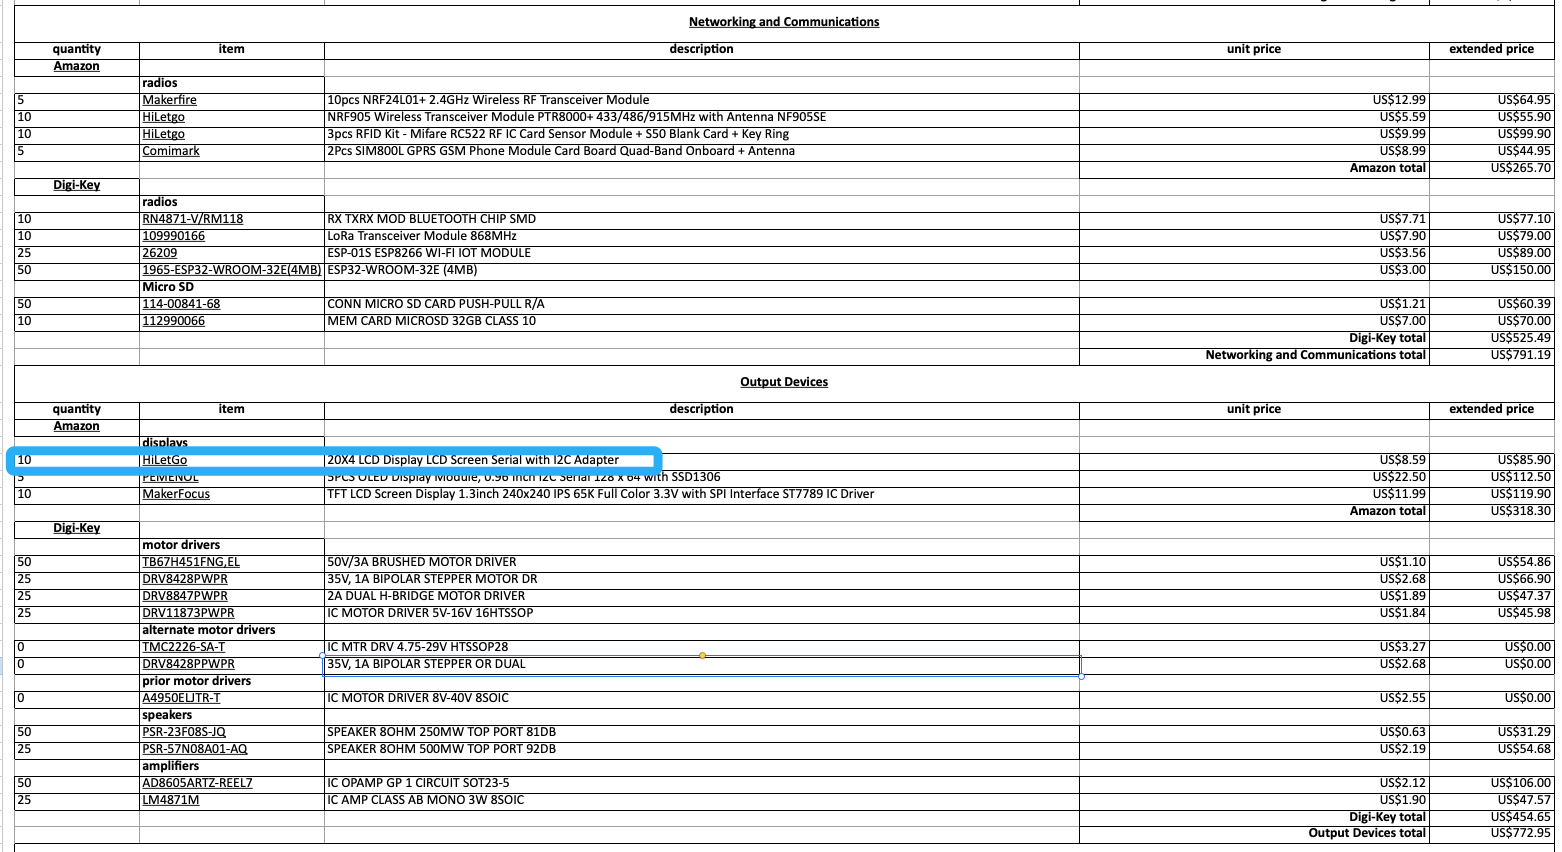 Networking and Communications
quantity item description unit price extended price
Amazon
radios
5 Makerfire 10pcs NRF24L01+ 2.4GHz Wireless RF Transceiver Module US$12.99 US$64.95
10 HiLetgo NRF905 Wireless Transceiver Module PTR8000+ 433/486/915MHz with Antenna NF905SE US$5.59 US$55.90
10 HiLetgo 3pcs RFID Kit - Mifare RC522 RF IC Card Sensor Module + S50 Blank Card + Key Ring US$9.99 US$99.90
5 Comimark 2Pcs SIM800L GPRS GSM Phone Module Card Board Quad-Band Onboard + Antenna US$8.99 US$44.95
Amazon total US$265.70
Digi-Key
radios
10 RN4871-V/RM118 RX TXRX MOD BLUETOOTH CHIP SMD US$7.71 US$77.10
10 109990166 LoRa Transceiver Module 868MHz US$7.90 US$79.00
25 26209 ESP-01S ESP8266 WI-FI IOT MODULE US$3.56 US$89.00
50 1965-ESP32-WROOM-32E(4MB) ESP32-WROOM-32E (4MB) US$3.00 US$150.00
Micro SD
50 114-00841-68 CONN MICRO SD CARD PUSH-PULL R/A US$1.21 US$60.39
10 112990066 MEM CARD MICROSD 32GB CLASS 10 US$7.00 US$70.00
Digi-Key total US$525.49
Networking and Communications total US$791.19
Output Devices
quantity item description unit price extended price
Amazon
displays
10 HiLetGo 20X4 LCD Display LCD Screen Serial with I2C Adapter US$8.59 US$85.90
5 PEMENOL 5PCS OLED Display Module, 0.96 Inch I2C Serial 128 x 64 with SSD1306 US$22.50 US$112.50
10 MakerFocus TFT LCD Screen Display 1.3inch 240x240 IPS 65K Full Color 3.3V with SPI Interface ST7789 IC Driver US$11.99 US$119.90
Amazon total US$318.30
Digi-Key
motor drivers
50 TB67H451FNG,EL 50V/3A BRUSHED MOTOR DRIVER US$1.10 US$54.86
25 DRV8428PWPR 35V, 1A BIPOLAR STEPPER MOTOR DR US$2.68 US$66.90
25 DRV8847PWPR 2A DUAL H-BRIDGE MOTOR DRIVER US$1.89 US$47.37
25 DRV11873PWPR IC MOTOR DRIVER 5V-16V 16HTSSOP US$1.84 US$45.98
alternate motor drivers
0 TMC2226-SA-T IC MTR DRV 4.75-29V HTSSOP28 US$3.27 US$0.00
0 DRV8428PPWPR 35V, 1A BIPOLAR STEPPER OR DUAL US$2.68 US$0.00
prior motor drivers
0 A4950ELJTR-T IC MOTOR DRIVER 8V-40V 8SOIC US$2.55 US$0.00
speakers
50 PSR-23F08S-JQ SPEAKER 8OHM 250MW TOP PORT 81DB US$0.63 US$31.29
25 PSR-57N08A01-AQ SPEAKER 8OHM 500MW TOP PORT 92DB US$2.19 US$54.68
amplifiers
50 AD8605ARTZ-REEL7 IC OPAMP GP 1 CIRCUIT SOT23-5 US$2.12 US$106.00
25 LM4871M IC AMP CLASS AB MONO 3W 8SOIC US$1.90 US$47.57
Digi-Key total US$454.65
Output Devices total US$772.95